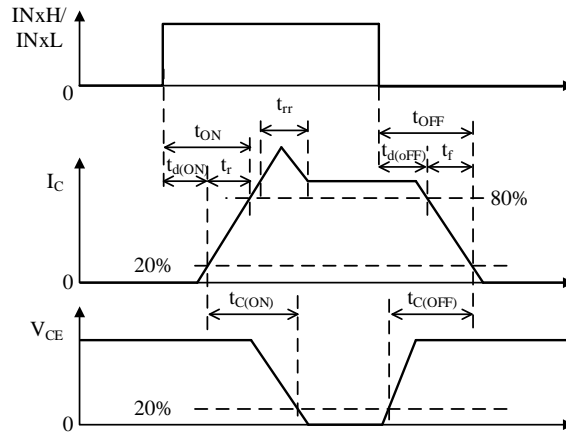 INxH/
INxL
0
tON
trr
tOFF
td(ON)
tr
td(oFF)
tf
IC
80%
20%
0
tC(ON)
tC(OFF)
VCE
20%
0